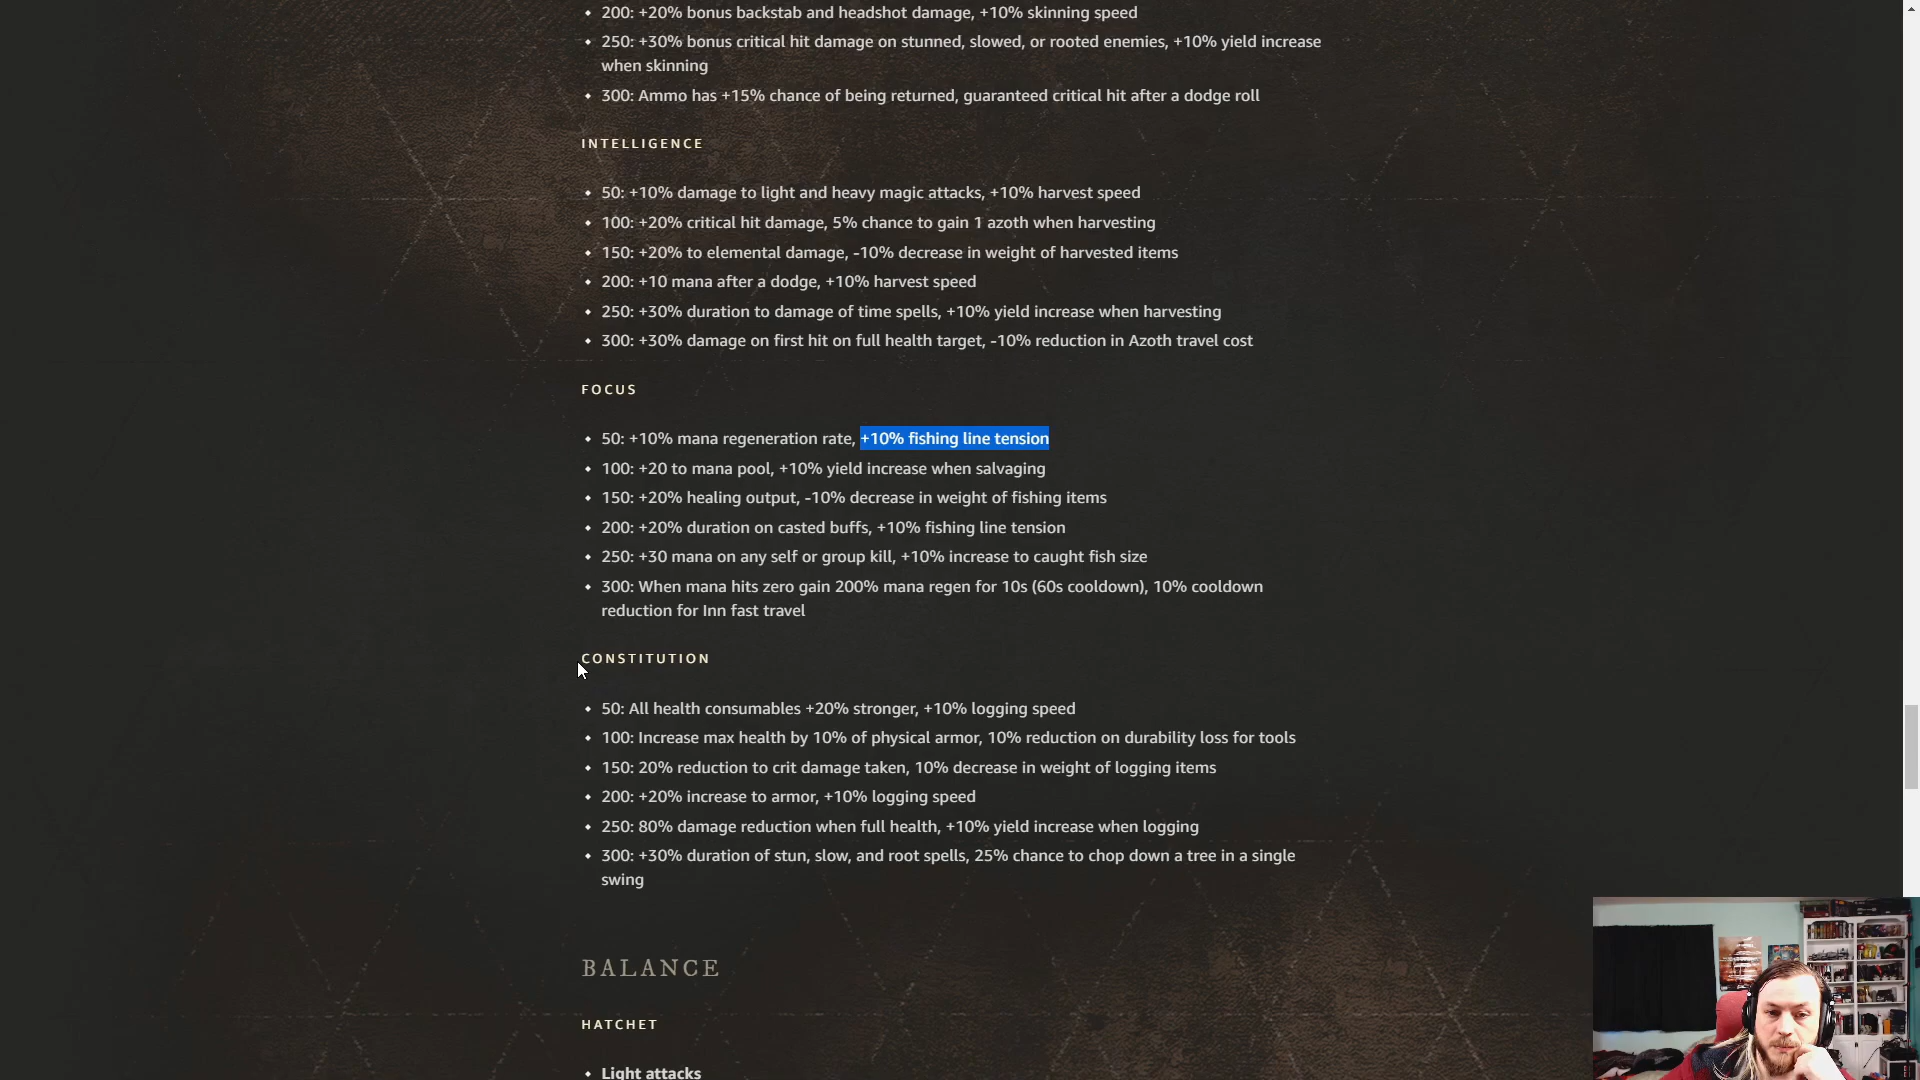 200: +20% bonus backstab and headshot damage, +10% skinning speed
250: +30% bonus critical hit damage on stunned, slowed, or rooted enemies, +10% yield increase
when skinning
300: Ammo has +15% chance of being returned, guaranteed critical hit after a dodge roll
INTELLIGENCE
50: +10% damage to light and heavy magic attacks, +10% harvest speed
100: +20% critical hit damage, 5% chance to gain 1 azoth when harvesting
150: +20% to elemental damage, -10% decrease in weight of harvested items
200: +10 mana after a dodge, +10% harvest speed
250: +30% duration to damage of time spells, +10% yield increase when harvesting
300: +30% damage on first hit on full health target, -10% reduction in Azoth travel cost
FOCUS
50: +10% mana regeneration rate, +10% fishing line tension
100: +20 to mana pool, +10% yield increase when salvaging
150: +20% healing output, -10% decrease in weight of fishing items
200: +20% duration on casted buffs, +10% fishing line tension
250: +30 mana on any self or group kill, +10% increase to caught fish size
300: When mana hits zero gain 200% mana regen for 10s (60s cooldown), 10% cooldown
reduction for Inn fast travel
CONSTITUTION
50: All health consumables +20% stronger, +10% logging speed
100: Increase max health by 10% of physical armor, 10% reduction on durability loss for tools
150: 20% reduction to crit damage taken, 10% decrease in weight of logging items
200: +20% increase to armor, +10% logging speed
250: 80% damage reduction when full health, +10% yield increase when logging
300: +30% duration of stun, slow, and root spells, 25% chance to chop down a tree in a single
swing
BALANCE
HATCHET
Light attacks